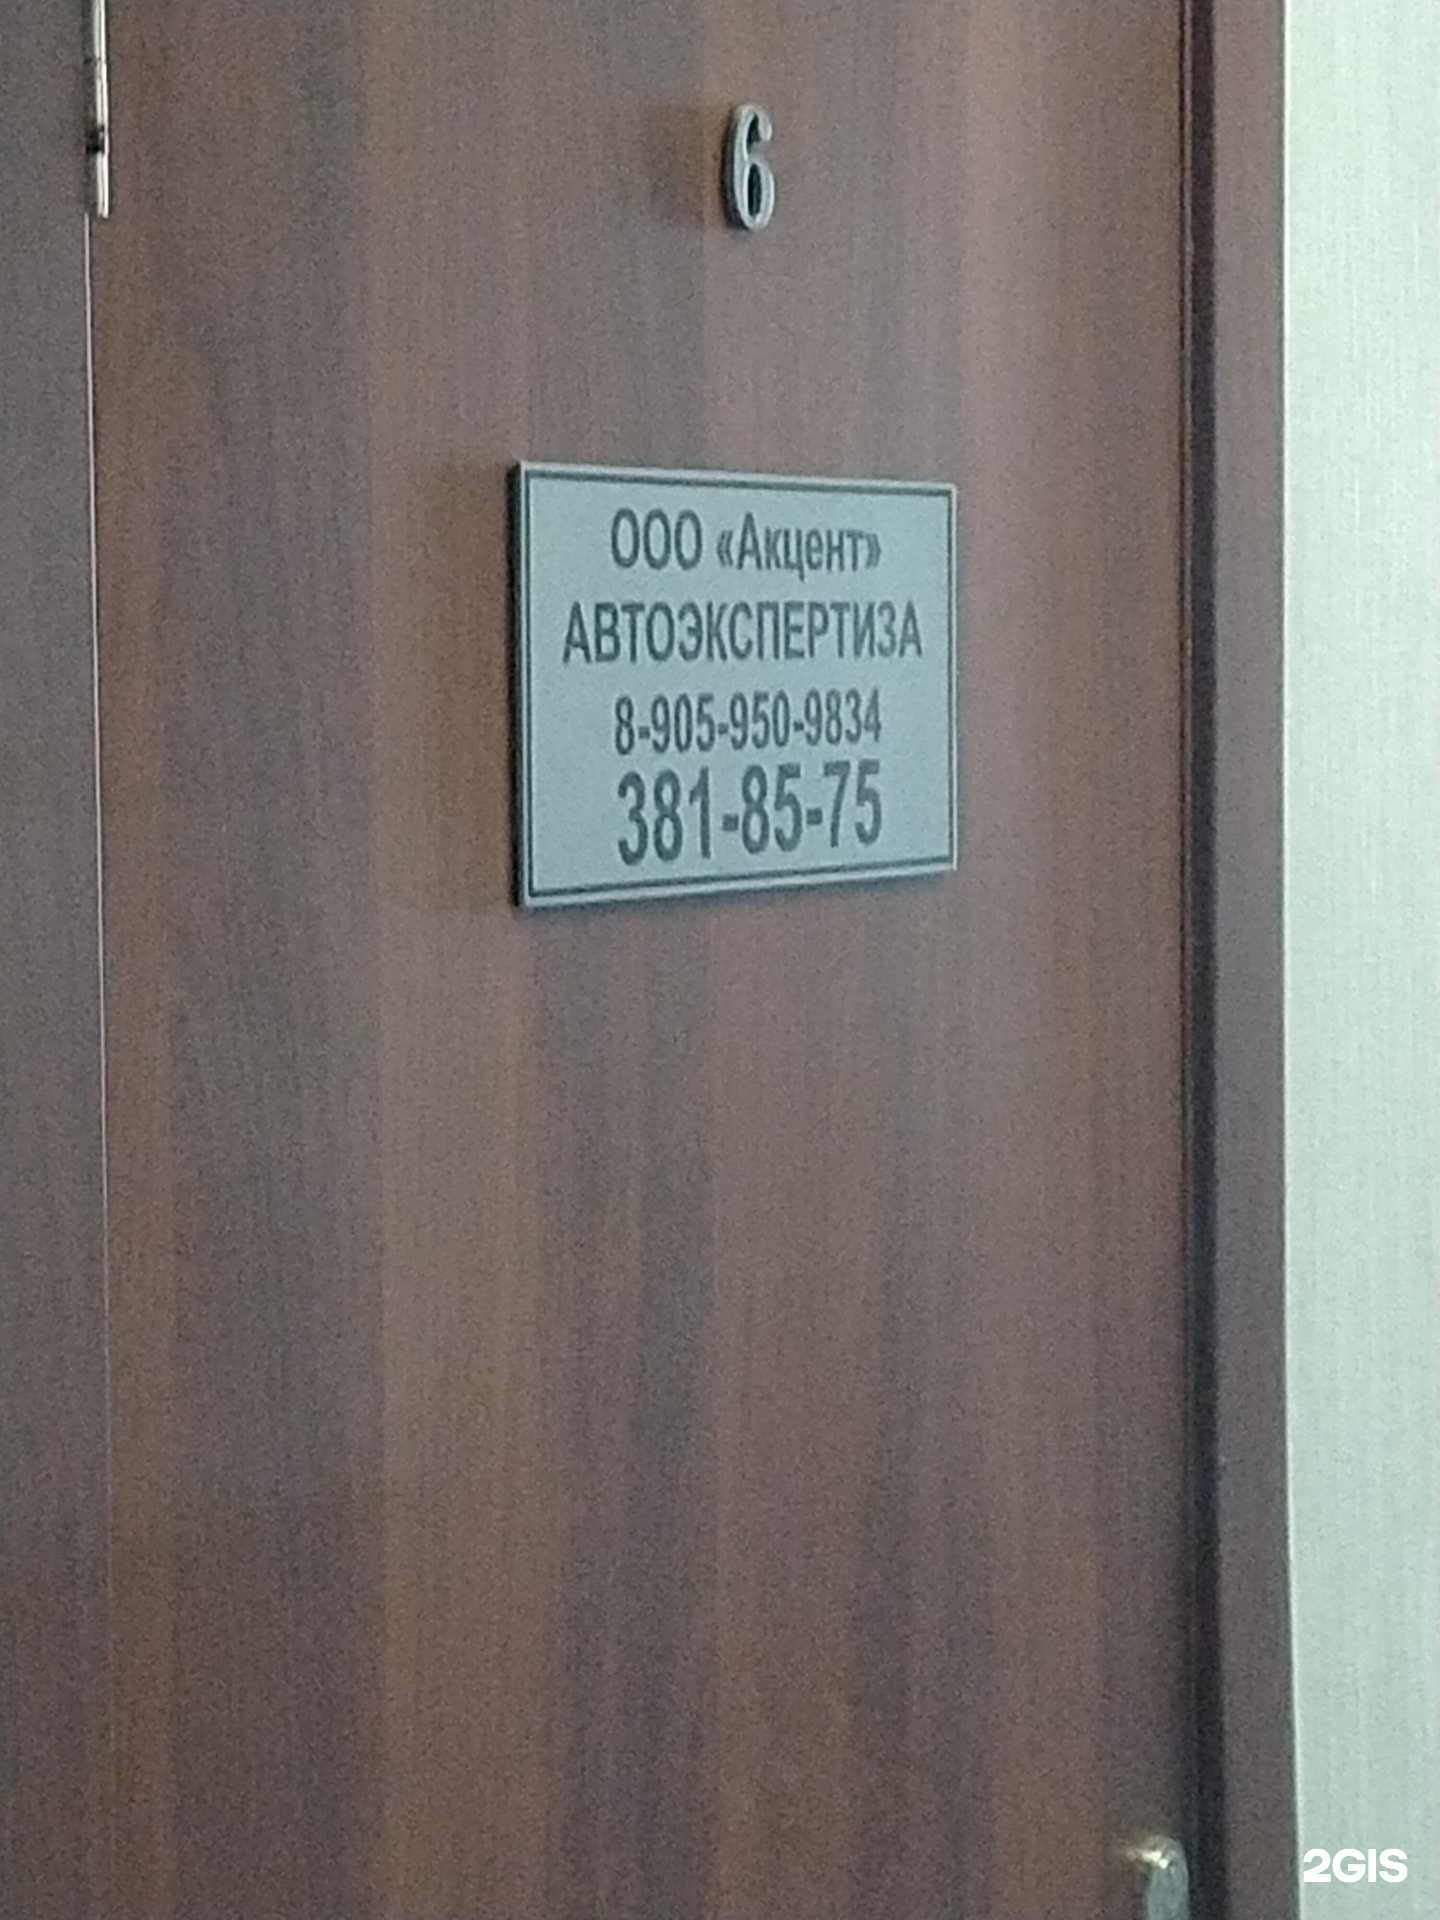 6
ООО «Акцент»
АВТОЭКСПЕРТИЗА
8-905-950-9834
381-85-75
2GIS